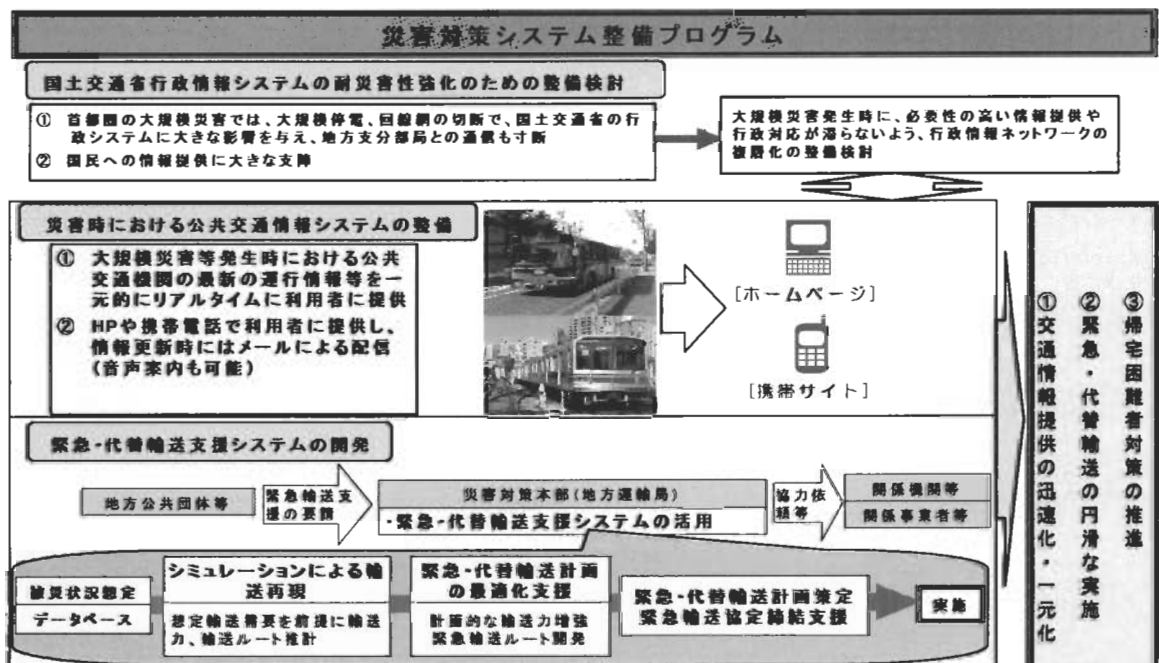 災害対策システム整備プログラム
国土交通省行政情報システムの耐災害性強化のための整備検討
① 首都圏の大規模災害では、大規模停電、回線網の切断で、国土交通省の行
政システムに大きな影響を与え、地方支分部局との通信も寸断
② 国民への情報提供に大きな支障
大規模災害発生時に、必要性の高い情報提供や
行政対応が滞らないよう、行政情報ネットワークの
複層化の整備検討
災害時における公共交通情報システムの整備
① 大規模災害等発生時における公共
交通機関の最新の運行情報等を一
元的にリアルタイムに利用者に提供
② HPや携帯電話で利用者に提供し、
情報更新時にはメールによる配信
(音声案内も可能)
[ホームページ]
[携帯サイト]
緊急・代替輸送支援システムの開発
地方公共団体等
緊急輸送支
援の要請
災害対策本部(地方運輸局)
・緊急・代替輸送支援システムの活用
協力依
頼等
関係機関等
関係事業者等
被災状況想定
データベース
シミュレーションによる輸
送再現
想定輸送需要を前提に輸送
力、輸送ルート推計
緊急・代替輸送計画
の最適化支援
計画的な輸送力増強
緊急輸送ルート開発
緊急・代替輸送計画策定
緊急輸送協定締結支援
実施
③帰宅困難者対策の推進
②緊急・代替輸送の円滑な実施
①交通情報提供の迅速化・一元化